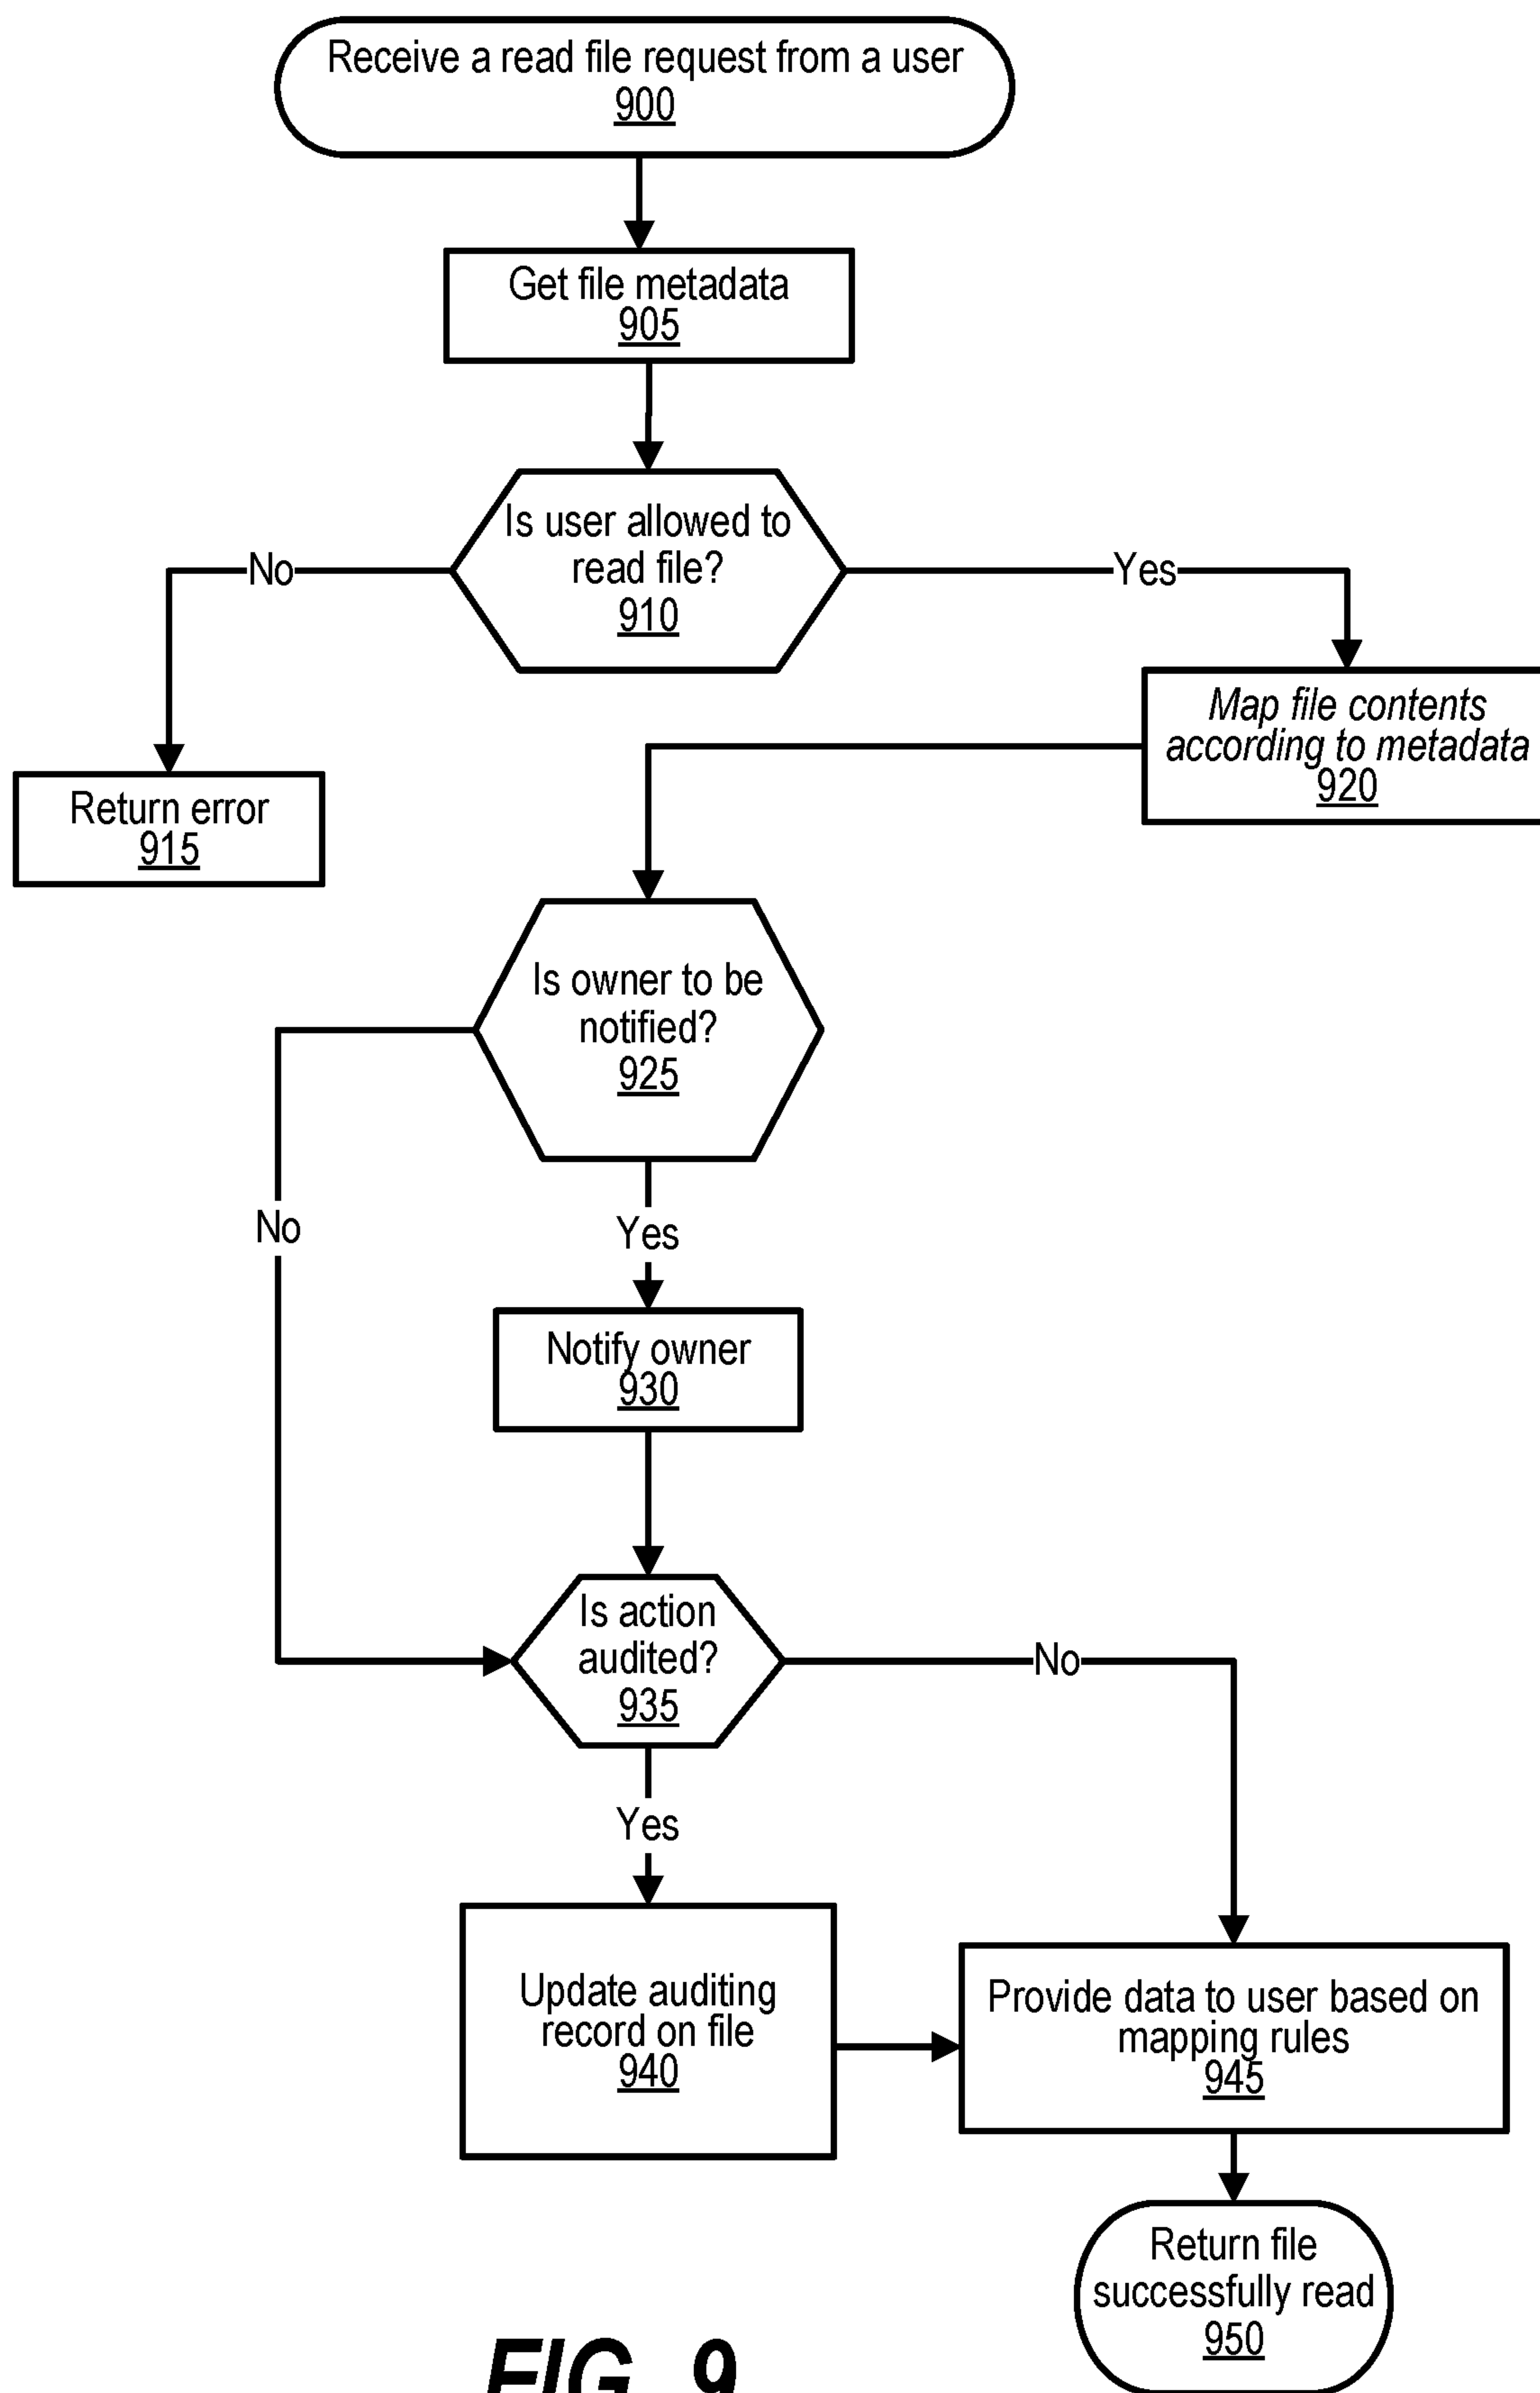 Receive a read file request from a user
900
Get file metadada
905
Is user allowed to
read file?
910
No
Yes
Map file contents
according to metadata
920
Return error
915
Is owner to be
notified?
925
No
Yes
Notify owner
930
Is action
audited?
935
No
Yes
Update auditing
record on file
940
Provide data to user based on
mapping rules
945
Return file
successfully read
950
FIG. 9